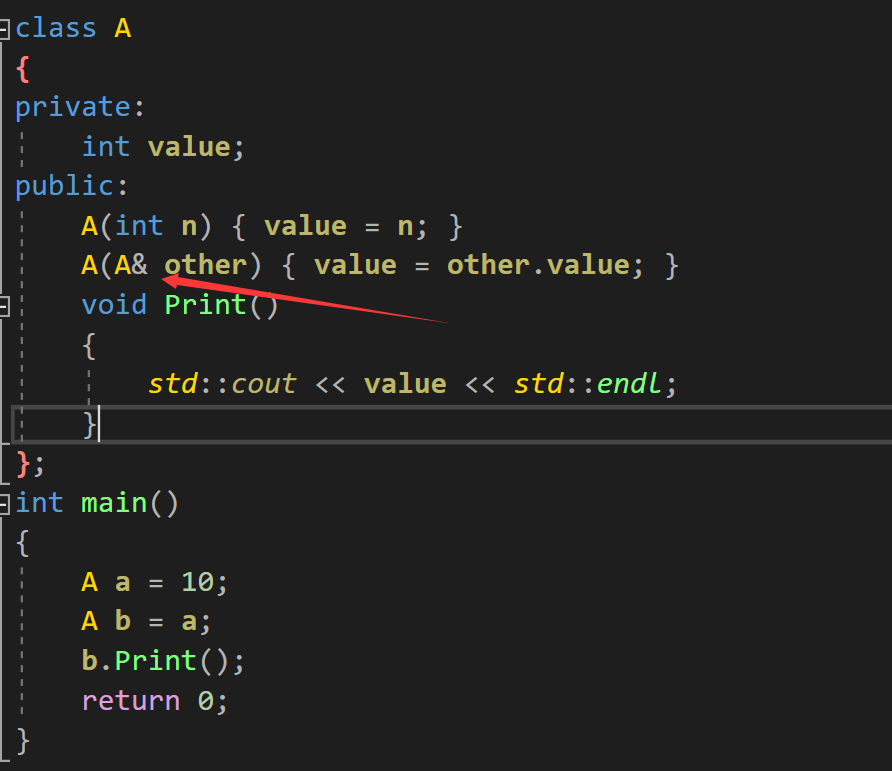 class A
{
private:
    int value;
public:
    A(int n) { value = n; }
    A(A& other) { value = other.value; }
    void Print()
    {
        std::cout << value << std::endl;
    }
};
int main()
{
    A a = 10;
    A b = a;
    b.Print();
    return 0;
}